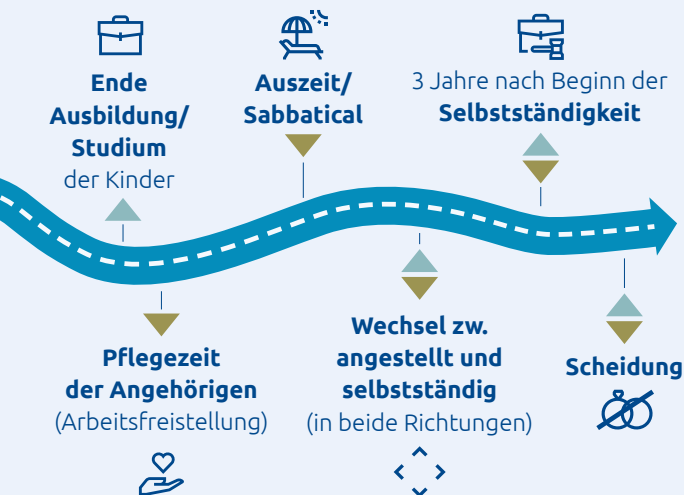 Ende
Ausbildung/
Studium
der Kinder
Auszeit/
Sabbatical
3 Jahre nach Beginn der
Selbstständigkeit
Pflegezeit
der Angehörigen
(Arbeitsfreistellung)
Wechsel zw.
angestellt und
selbstständig
(in beide Richtungen)
Scheidung